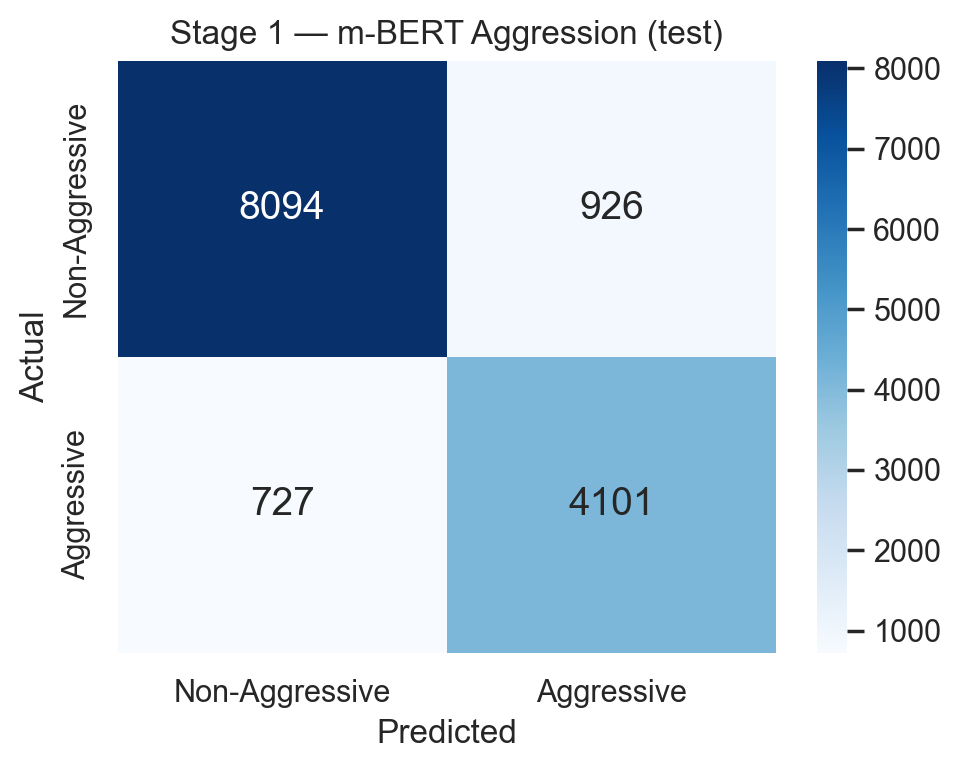 Stage 1 — m-BERT Aggression (test)
8000
7000
6000
5000
4000
3000
2000
1000
Actual
Non-Aggressive
Aggressive
8094
926
727
4101
Non-Aggressive
Aggressive
Predicted